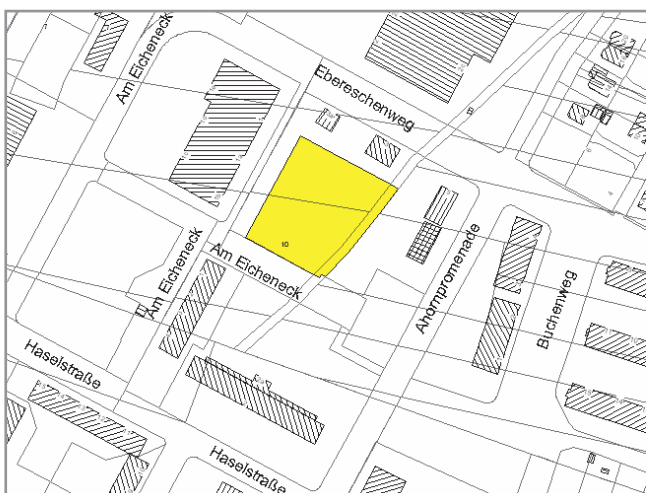 Am Eicheneck
Ebereschenweg
Am Eicheneck
Am Eicheneck
Ahornpromenade
Buchenweg
Haselstraße
Haselstraße